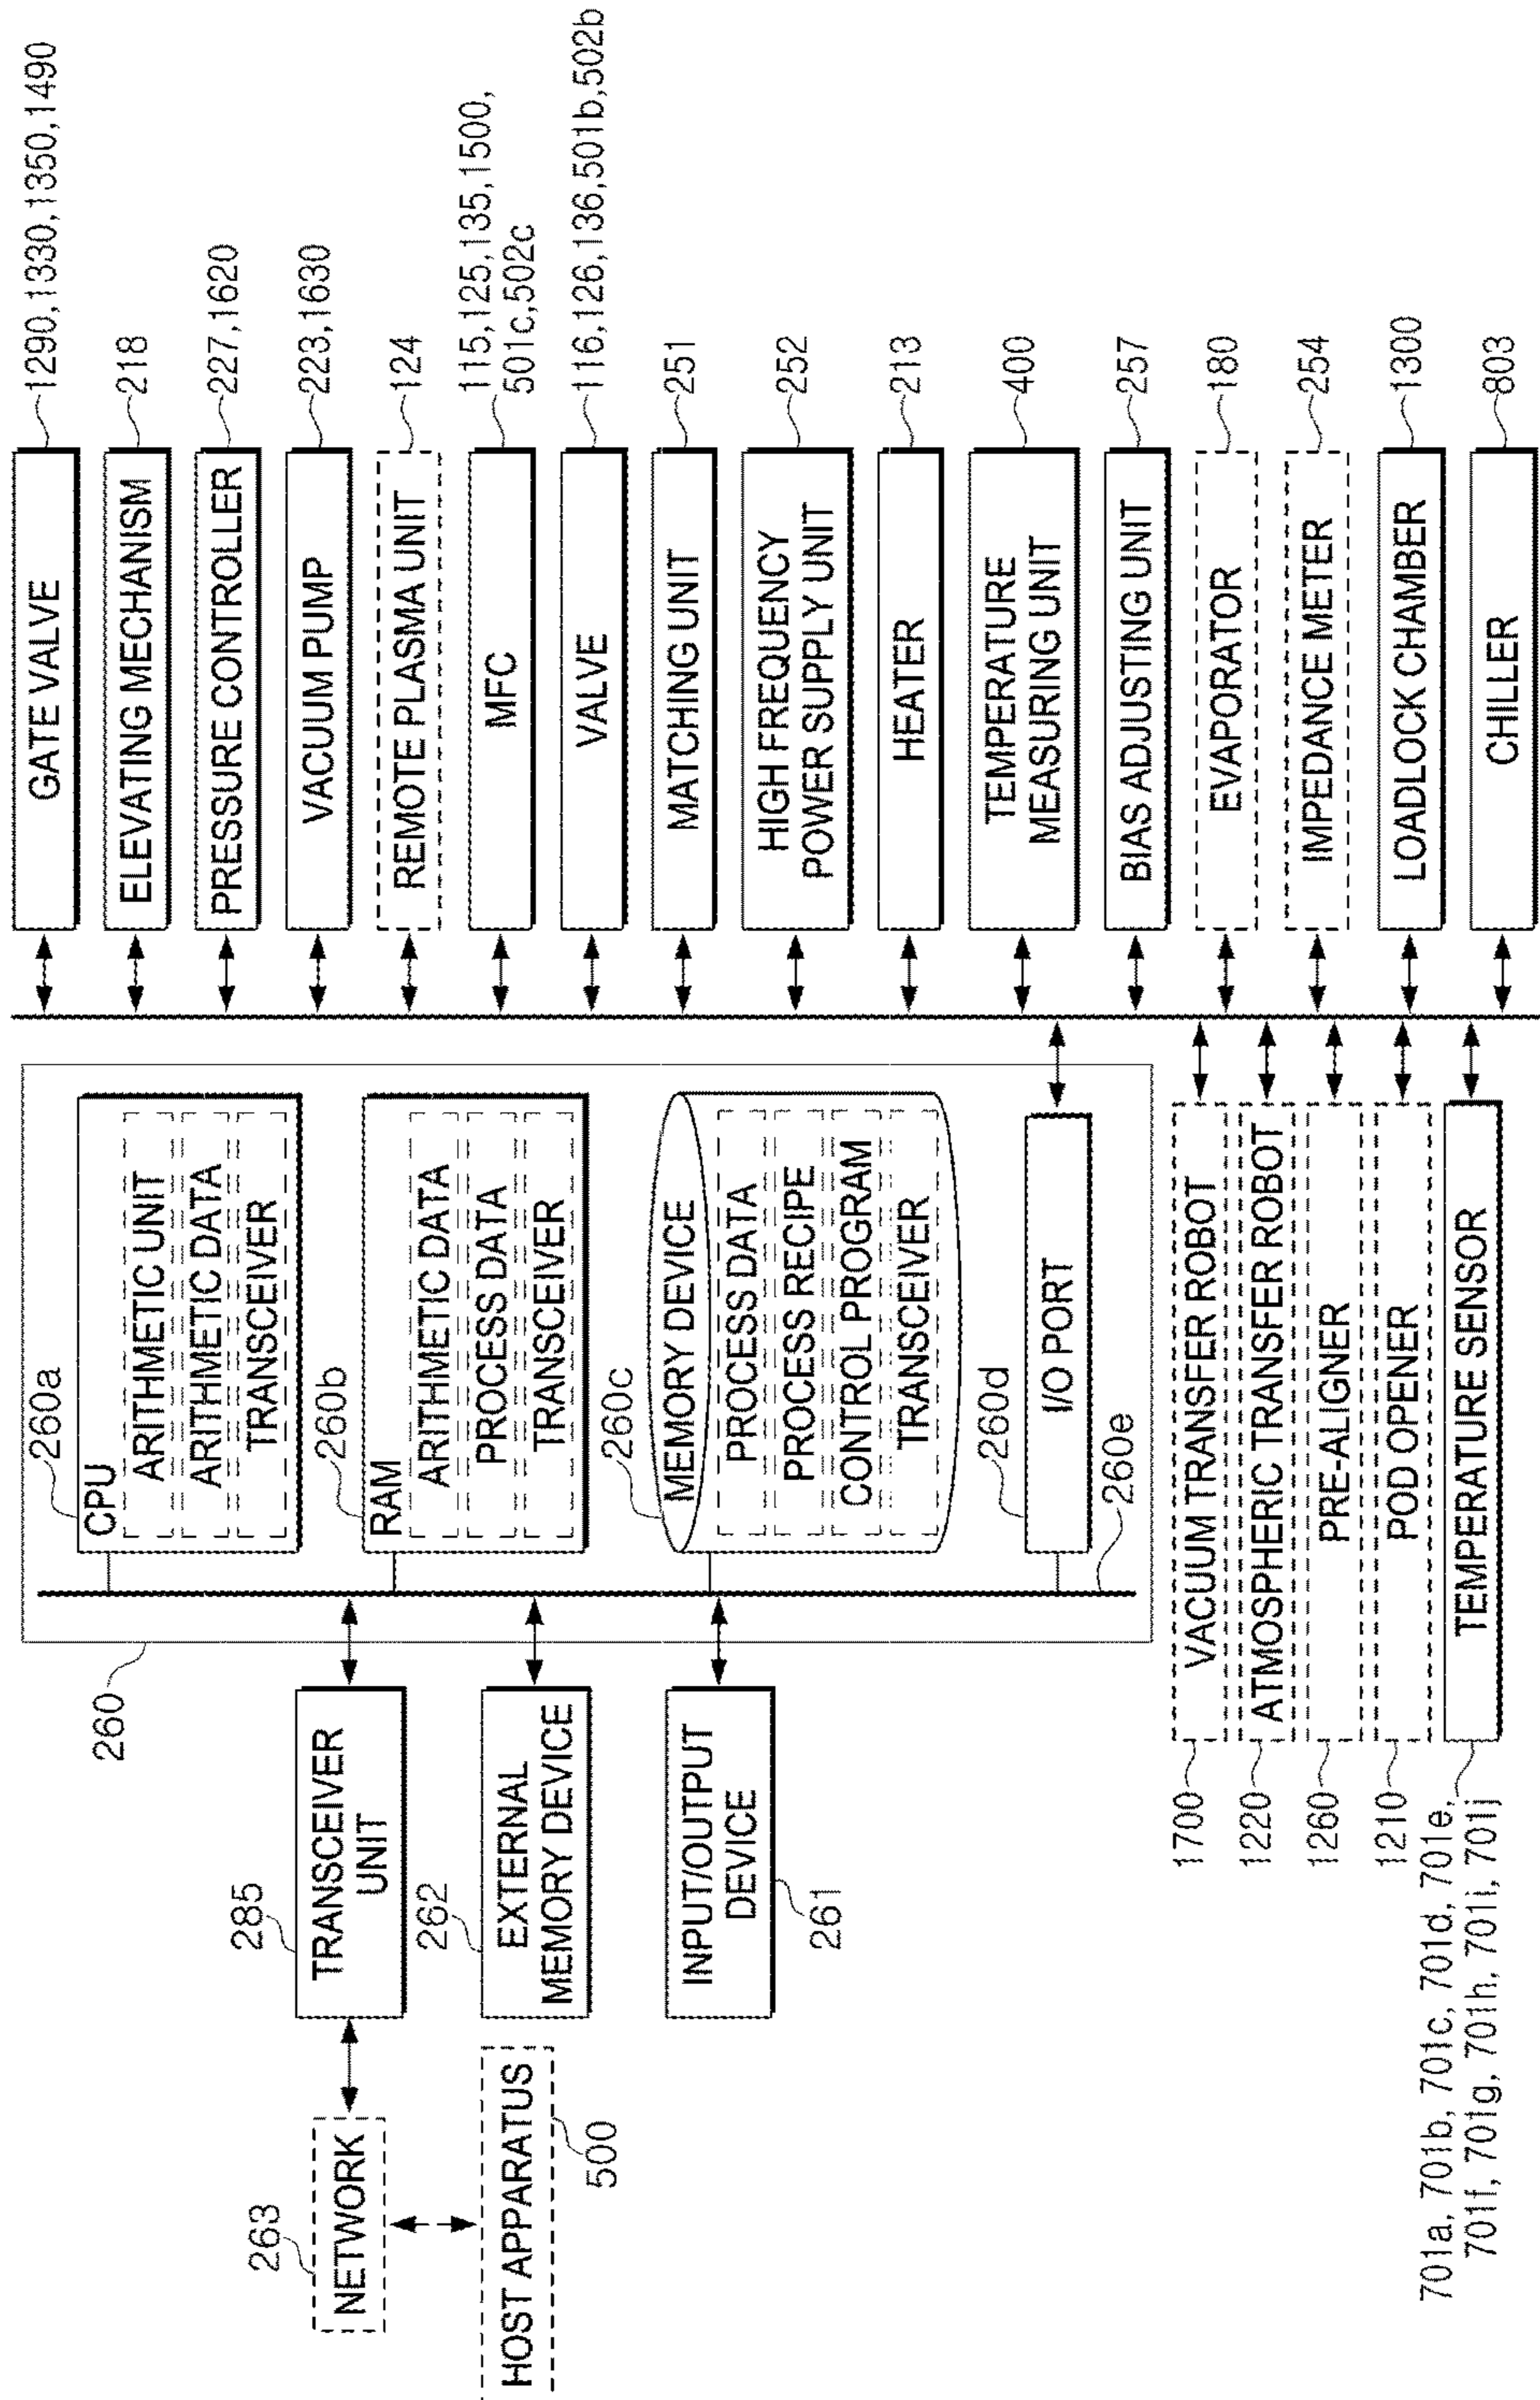 260
CPU
260a
ARITHMETIC UNIT
ARITHMETIC DATA
TRANSCEIVER
RAM
260b
ARITHMETIC DATA
PROCESS DATA
TRANSCEIVER
260c
MEMORY DEVICE
PROCESS DATA
PROCESS RECIPE
CONTROL PROGRAM
TRANSCEIVER
260d
I/O PORT
260e
285
TRANSCEIVER
UNIT
262
EXTERNAL
MEMORY DEVICE
INPUT/OUTPUT
DEVICE
261
263
NETWORK
HOST APPARATUS
500
GATE VALVE
1290,1330,1350,1490
ELEVATING MECHANISM
218
PRESSURE CONTROLLER
227,1620
VACUUM PUMP
223,1630
REMOTE PLASMA UNIT
124
MFC
115,125,135,1500,
501c,502c
VALVE
116,126,136,501b,502b
MATCHING UNIT
251
HIGH FREQUENCY
POWER SUPPLY UNIT
252
HEATER
213
TEMPERATURE
MEASURING UNIT
400
BIAS ADJUSTING UNIT
257
EVAPORATOR
180
IMPEDANCE METER
254
LOADLOCK CHAMBER
1300
CHILLER
803
1700
VACUUM TRANSFER ROBOT
1220
ATMOSPHERIC TRANSFER ROBOT
1260
PRE-ALIGNER
1210
POD OPENER
TEMPERATURE SENSOR
701a, 701b, 701c, 701d, 701e,
701f, 701g, 701h, 701i, 701j